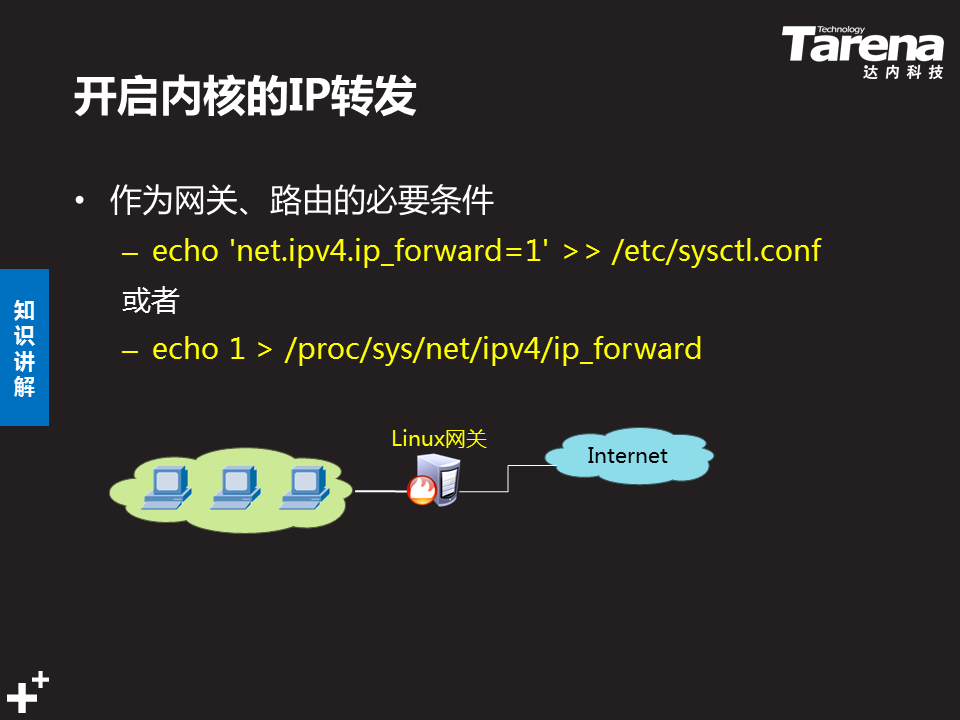 Technology
Tarena
达内科技
开启内核的IP转发
• 作为网关、路由的必要条件
– echo 'net.ipv4.ip_forward=1' >> /etc/sysctl.conf
或者
– echo 1 > /proc/sys/net/ipv4/ip_forward
知识讲解
Linux网关
Internet